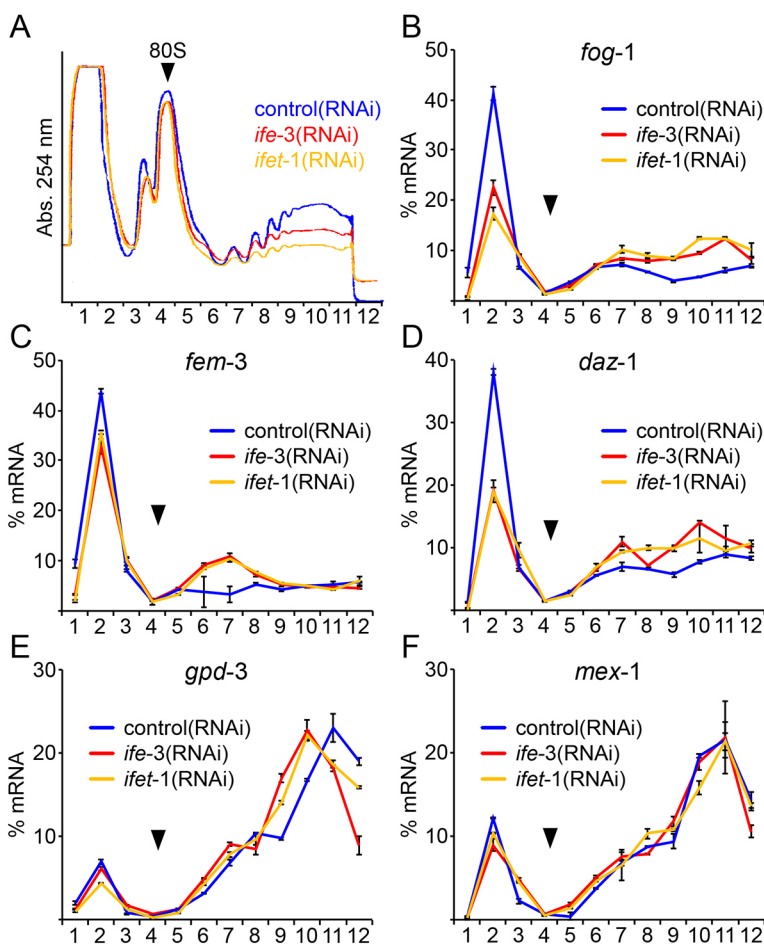 A
80S
Abs. 254 nm
control(RNAi)
ife-3(RNAi)
ifet-1(RNAi)
1 2 3 4 5 6 7 8 9 10 11 12
B
fog-1
% mRNA
50
40
30
20
10
control(RNAi)
ife-3(RNAi)
ifet-1(RNAi)
1 2 3 4 5 6 7 8 9 10 11 12
C
fem-3
% mRNA
50
40
30
20
10
control(RNAi)
ife-3(RNAi)
ifet-1(RNAi)
1 2 3 4 5 6 7 8 9 10 11 12
D
daz-1
% mRNA
40
30
20
10
0
control(RNAi)
ife-3(RNAi)
ifet-1(RNAi)
1 2 3 4 5 6 7 8 9 10 11 12
E
gpd-3
% mRNA
30
20
10
0
control(RNAi)
ife-3(RNAi)
ifet-1(RNAi)
1 2 3 4 5 6 7 8 9 10 11 12
F
mex-1
% mRNA
30
20
10
0
control(RNAi)
ife-3(RNAi)
ifet-1(RNAi)
1 2 3 4 5 6 7 8 9 10 11 12